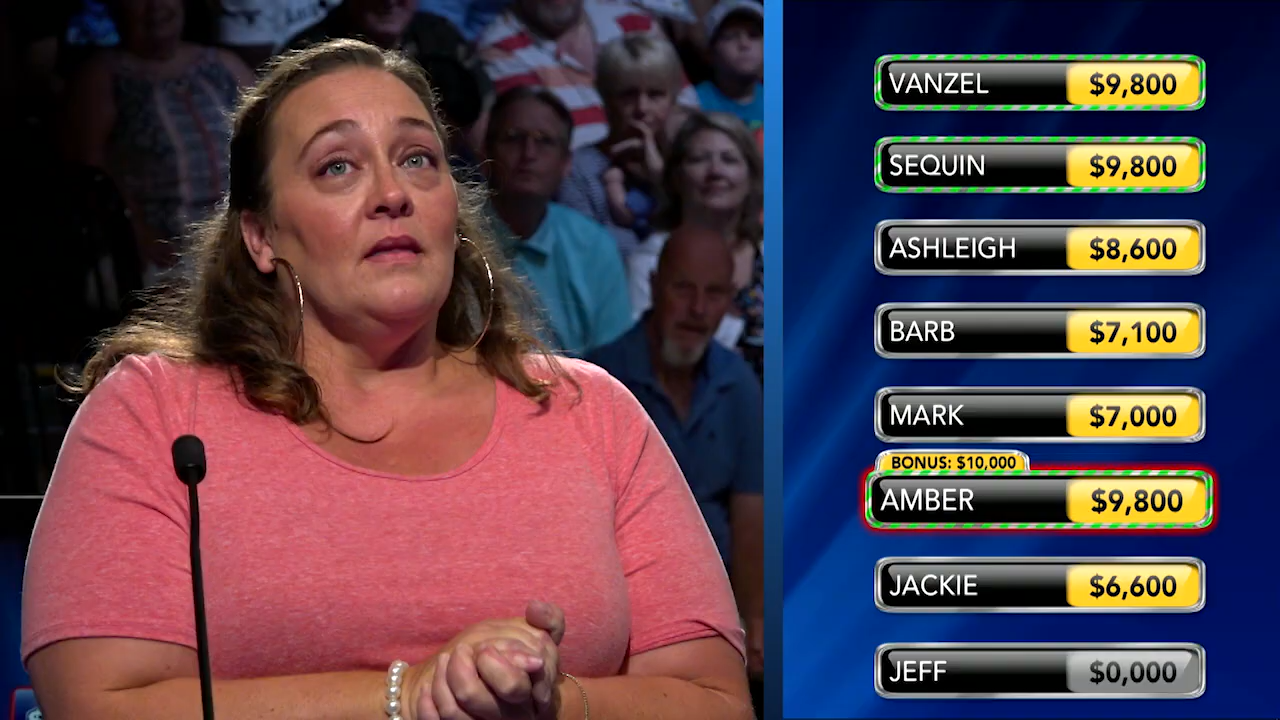 VANZEL $9,800
SEQUIN $9,800
ASHLEIGH $8,600
BARB $7,100
MARK $7,000
BONUS: $10,000
AMBER $9,800
JACKIE $6,600
JEFF $0,000